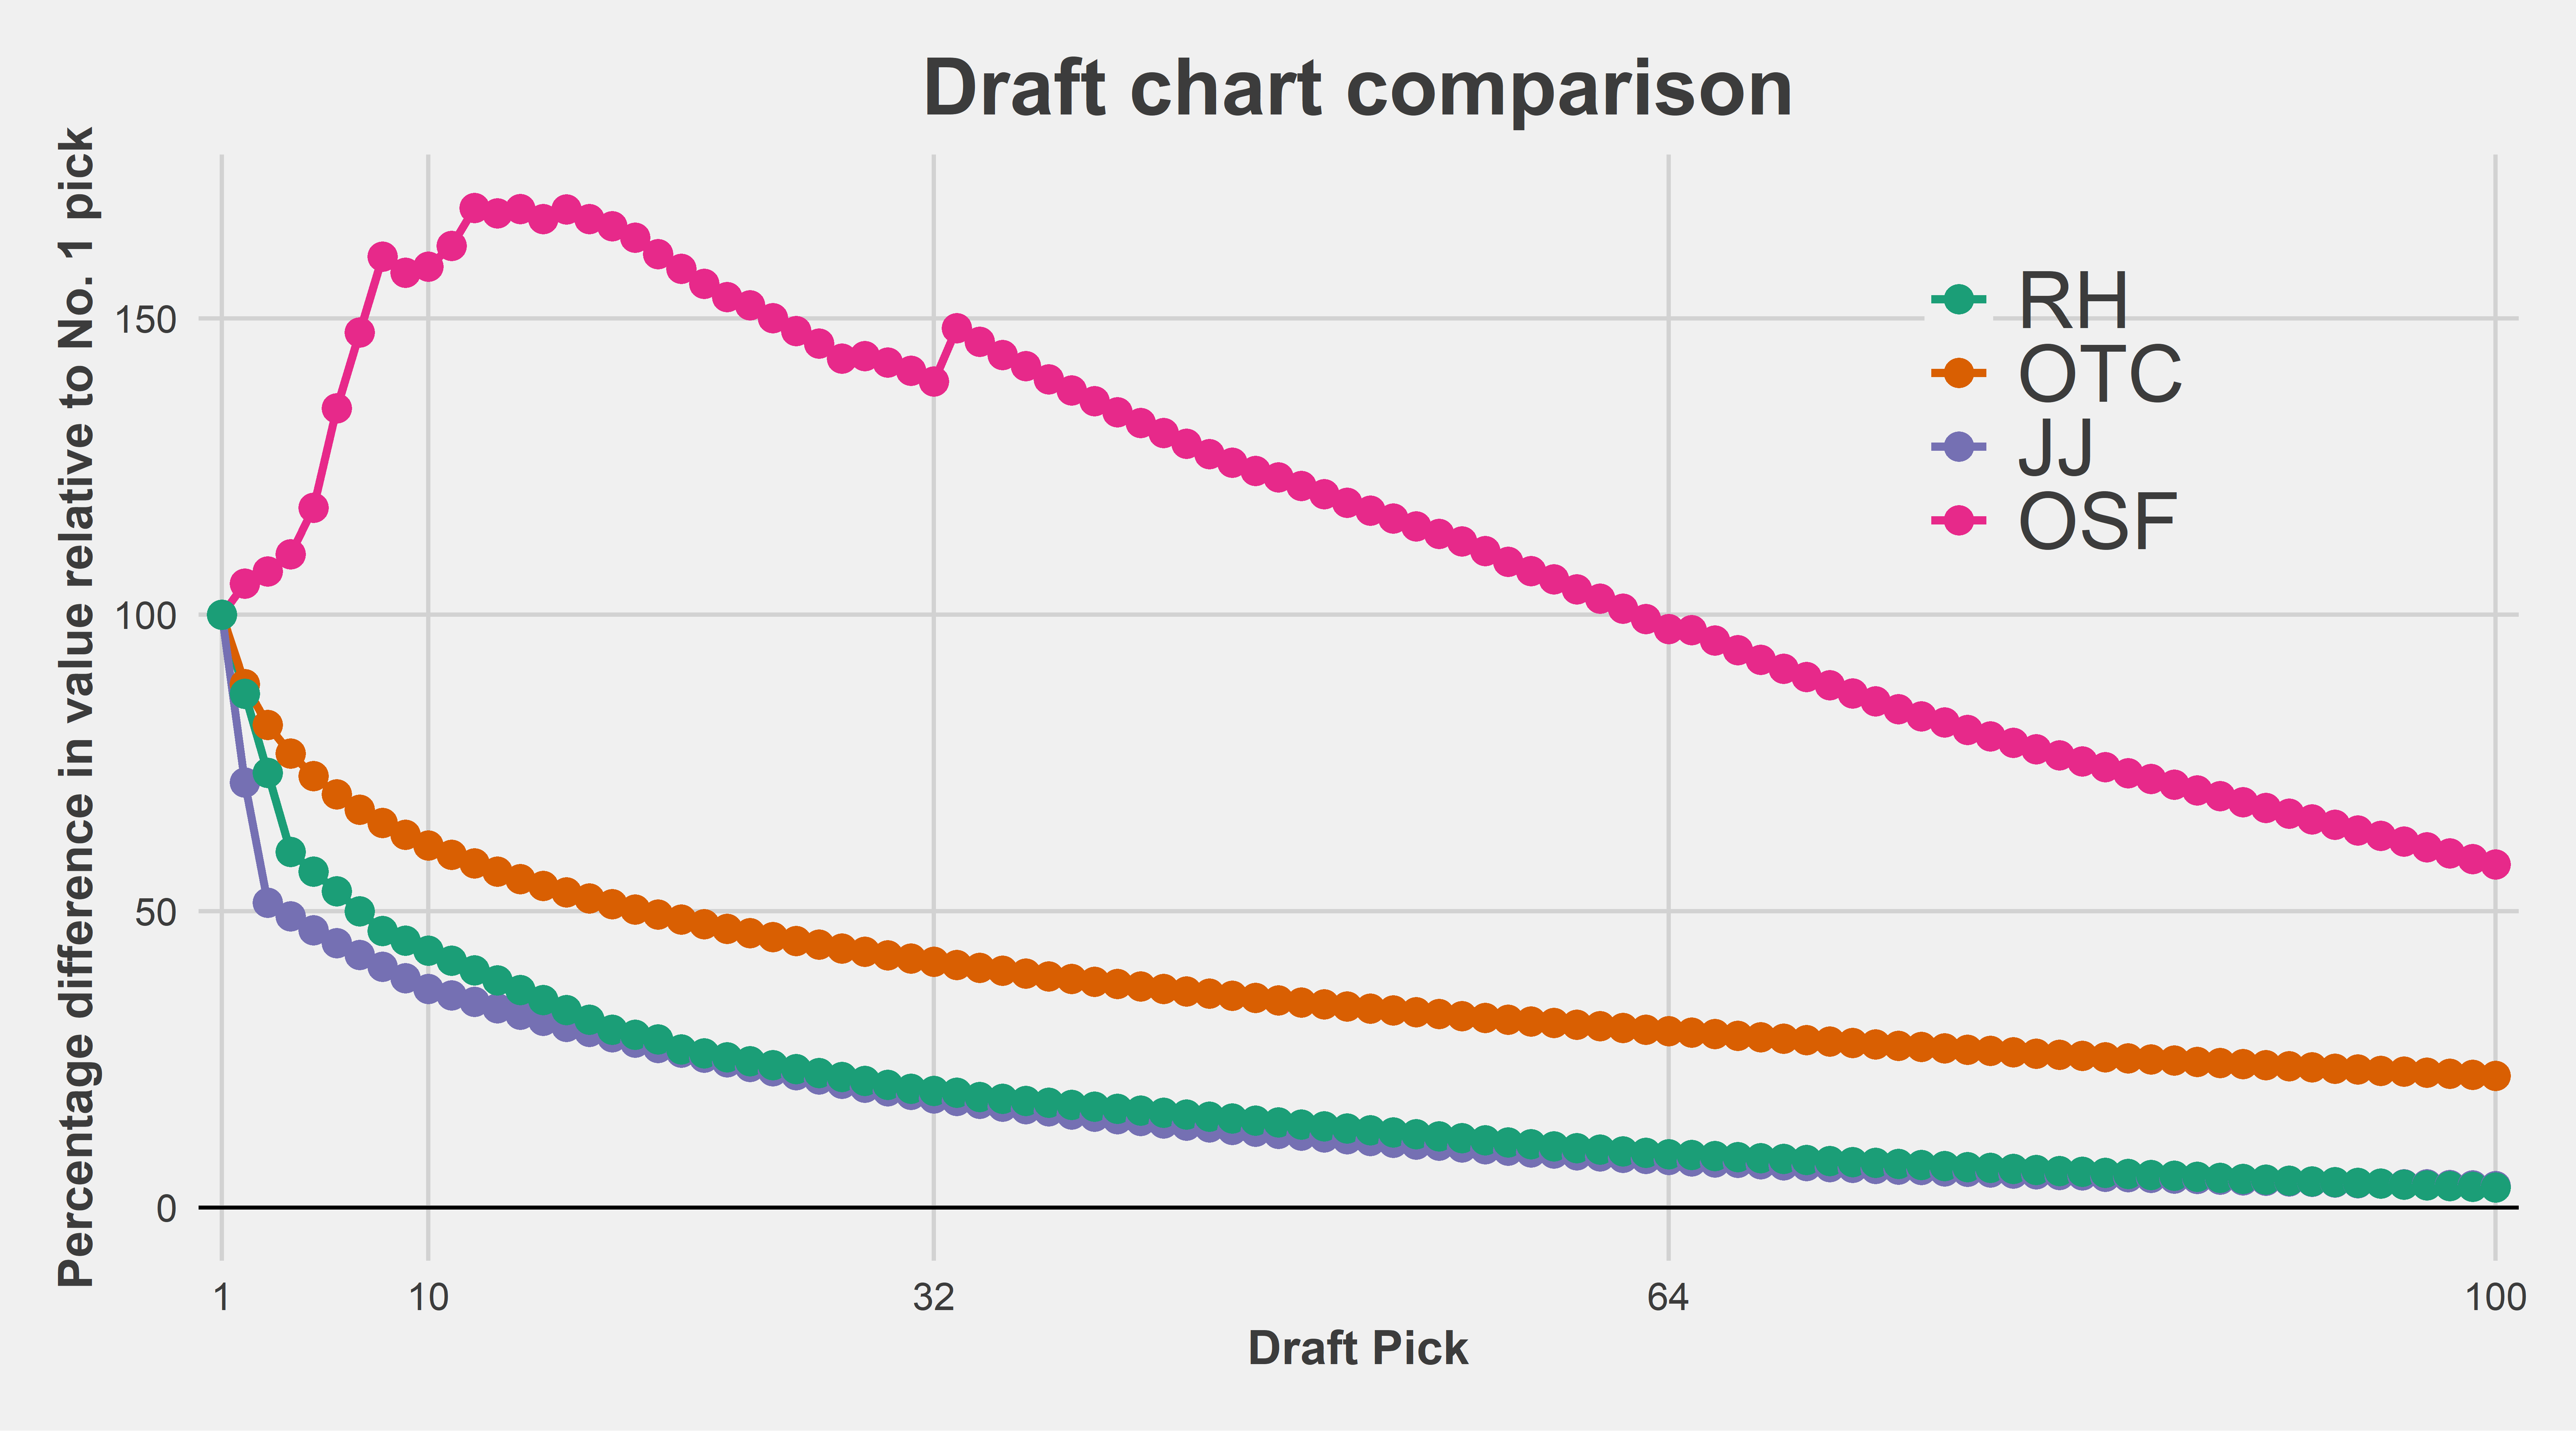 Draft chart comparison
Percentage difference in value relative to No. 1 pick
150
100
50
0
RH
OTC
JJ
OSF
1
10
32
64
100
Draft Pick